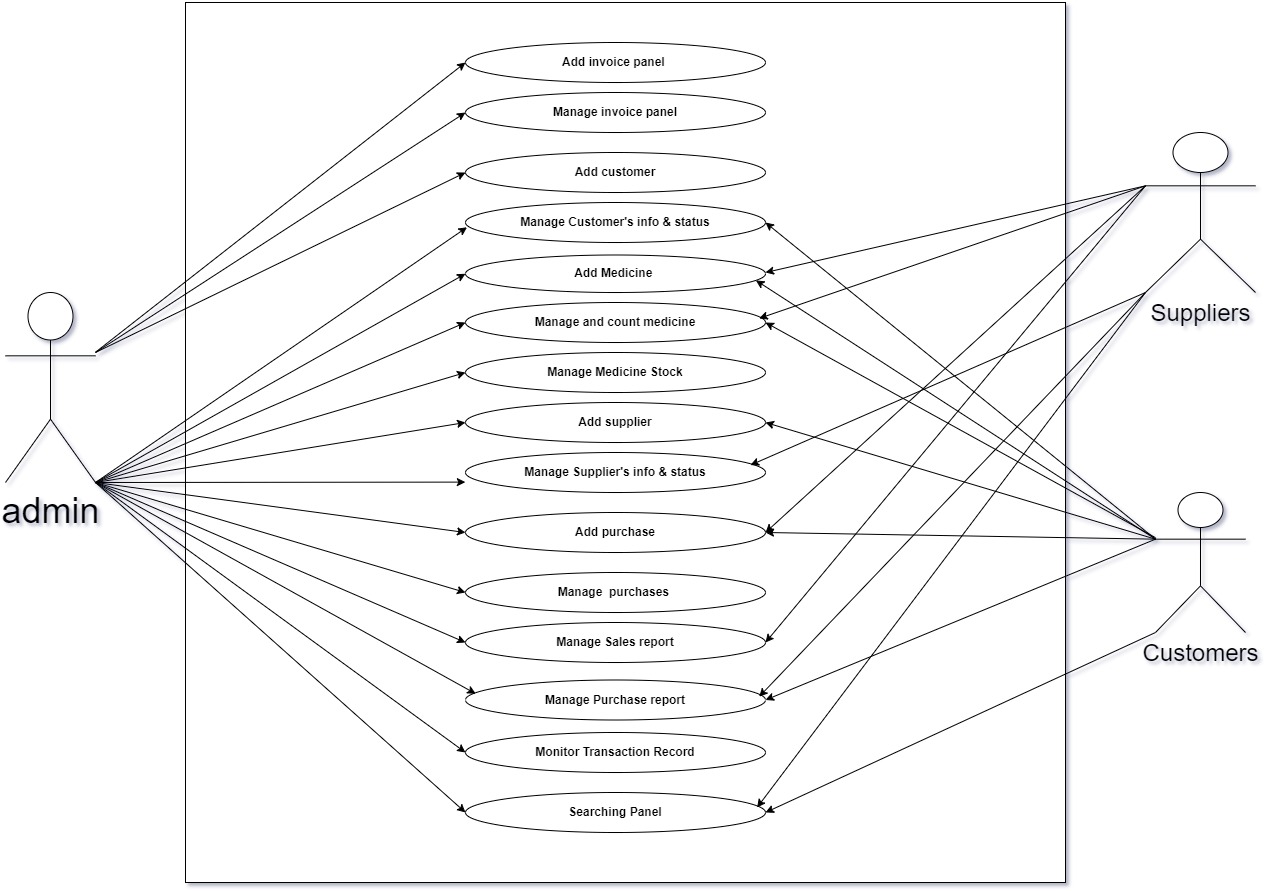 Add invoice panel
Manage invoice panel
Add customer
Manage Customer's info & status
Add Medicine
Manage and count medicine
Manage Medicine Stock
Add supplier
Manage Supplier's info & status
Add purchase
Manage  purchases
Manage Sales report
Manage Purchase report
Monitor Transaction Record
Searching Panel
admin
Suppliers
Customers